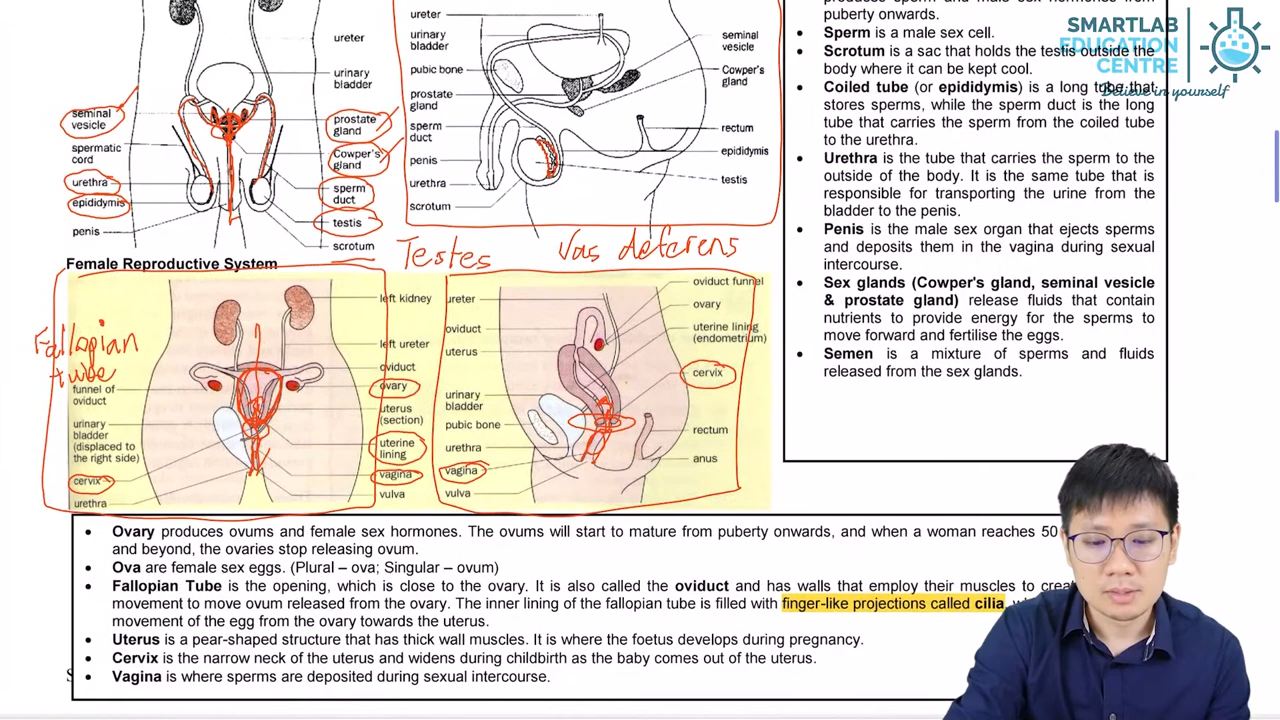 ureter
urinary
bladder
seminal
vesicle
prostate
gland
spermatic
cord
Cowper's
gland
urethra
sperm
duct
epididymis
testis
penis
scrotum
ureter
urinary
bladder
seminal
vesicle
pubic bone
Cowper's
gland
prostate
gland
sperm
duct
rectum
penis
epididymis
urethra
testis
scrotum
Testes
Vas deferens
Female Reproductive System
Fallopian
tube
left kidney
left ureter
oviduct
funnel of
oviduct
ovary
uterus
(section)
urinary
bladder
(displaced to
the right side)
uterine
lining
cervix
vagina
urethra
vulva
oviduct funnel
ureter
ovary
oviduct
uterine lining
(endometrium)
uterus
cervix
urinary
bladder
pubic bone
rectum
urethra
anus
vagina
vulva
produces sperm and male sex hormones from
puberty onwards.
• Sperm is a male sex cell.
• Scrotum is a sac that holds the testis outside the
body where it can be kept cool.
• Coiled tube (or epididymis) is a long tube that
stores sperms, while the sperm duct is the long
tube that carries the sperm from the coiled tube
to the urethra.
• Urethra is the tube that carries the sperm to the
outside of the body. It is the same tube that is
responsible for transporting the urine from the
bladder to the penis.
• Penis is the male sex organ that ejects sperms
and deposits them in the vagina during sexual
intercourse.
• Sex glands (Cowper's gland, seminal vesicle
& prostate gland) release fluids that contain
nutrients to provide energy for the sperms to
move forward and fertilise the eggs.
• Semen is a mixture of sperms and fluids
released from the sex glands.
SMARTLAB
EDUCATION
CENTRE
Believe in yourself
• Ovary produces ovums and female sex hormones. The ovums will start to mature from puberty onwards, and when a woman reaches 50
and beyond, the ovaries stop releasing ovum.
• Ova are female sex eggs. (Plural – ova; Singular – ovum)
• Fallopian Tube is the opening, which is close to the ovary. It is also called the oviduct and has walls that employ their muscles to
movement to move ovum released from the ovary. The inner lining of the fallopian tube is filled with finger-like projections called cilia,
movement of the egg from the ovary towards the uterus.
• Uterus is a pear-shaped structure that has thick wall muscles. It is where the foetus develops during pregnancy.
• Cervix is the narrow neck of the uterus and widens during childbirth as the baby comes out of the uterus.
• Vagina is where sperms are deposited during sexual intercourse.